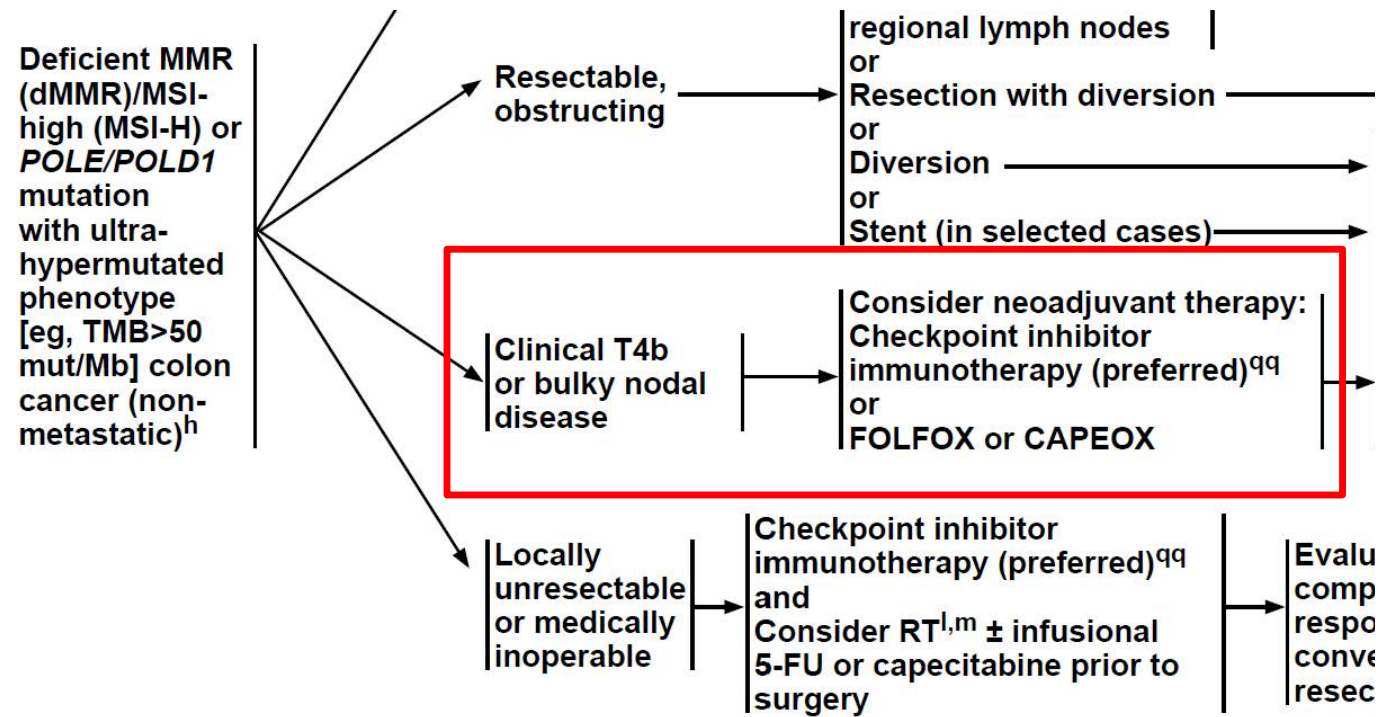 Deficient MMR
(dMMR)/MSI-
high (MSI-H) or
POLE/POLD1
mutation
with ultra-
hypermutated
phenotype
[eg, TMB>50
mut/Mb] colon
cancer (non-
metastatic)h
Resectable,
obstructing
regional lymph nodes
or
Resection with diversion
or
Diversion
or
Stent (in selected cases)
Clinical T4b
or bulky nodal
disease
Consider neoadjuvant therapy:
Checkpoint inhibitor
immunotherapy (preferred)qq
or
FOLFOX or CAPEOX
Locally
unresectable
or medically
inoperable
Checkpoint inhibitor
immunotherapy (preferred)qq
and
Consider RTl,m ± infusional
5-FU or capecitabine prior to
surgery